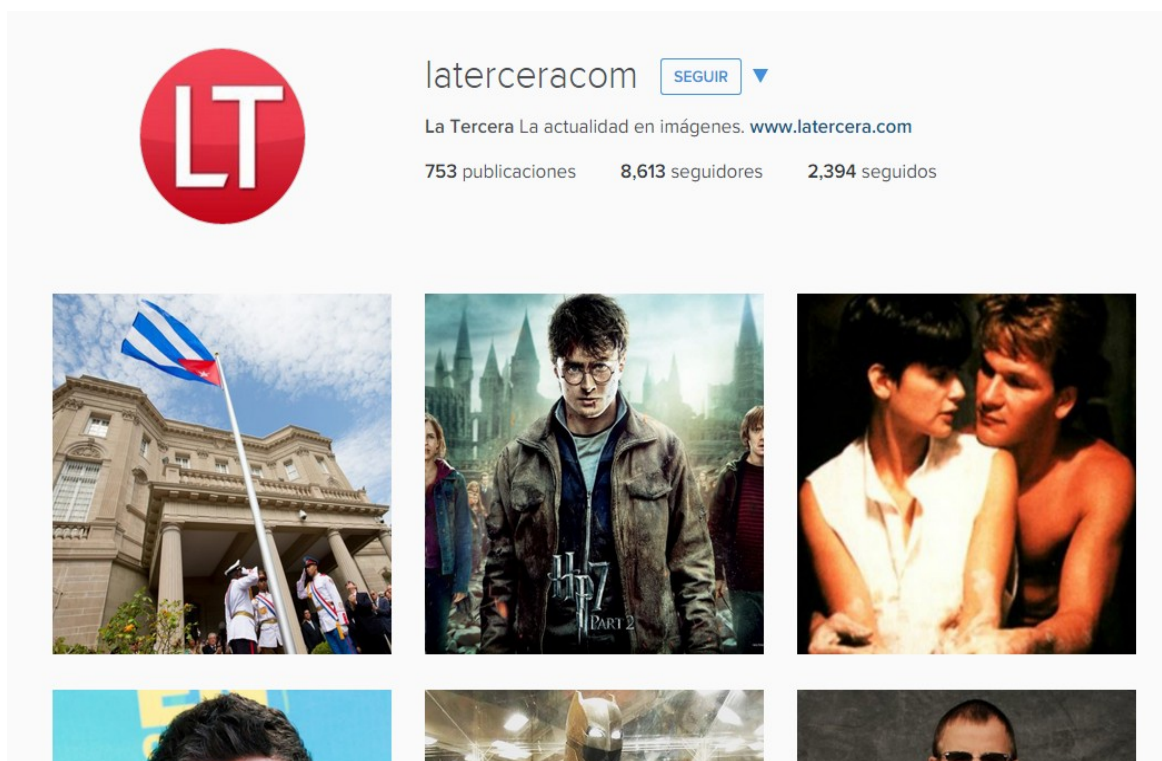 LT
laterceracom SEGUIR
La Tercera La actualidad en imágenes. www.latercera.com
753 publicaciones 8,613 seguidores 2,394 seguidos
HP7
PART 2